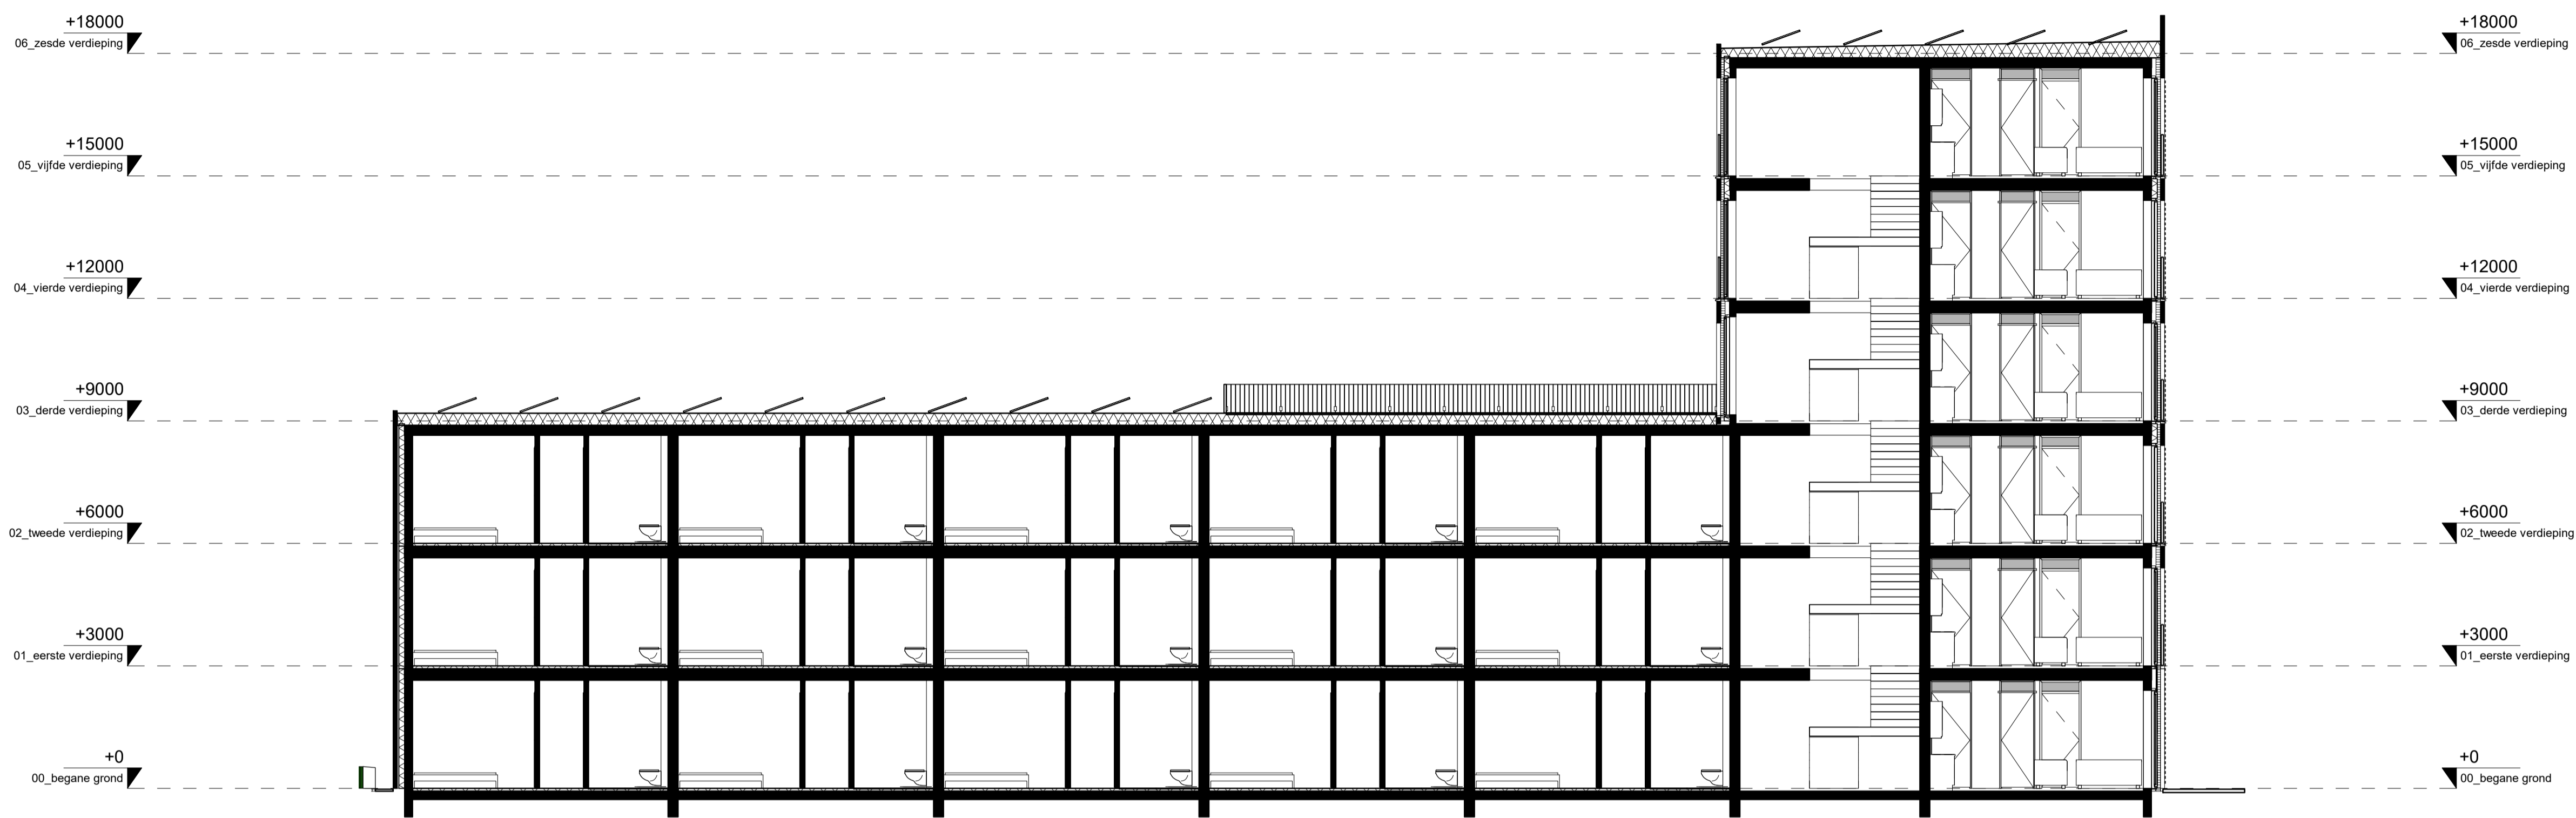 +18000
06_zesde verdieping
+15000
05_vijfde verdieping
+12000
04_vierde verdieping
+9000
03_derde verdieping
+6000
02_tweede verdieping
+3000
01_eerste verdieping
+0
00_begane grond
+18000
06_zesde verdieping
+15000
05_vijfde verdieping
+12000
04_vierde verdieping
+9000
03_derde verdieping
+6000
02_tweede verdieping
+3000
01_eerste verdieping
+0
00_begane grond